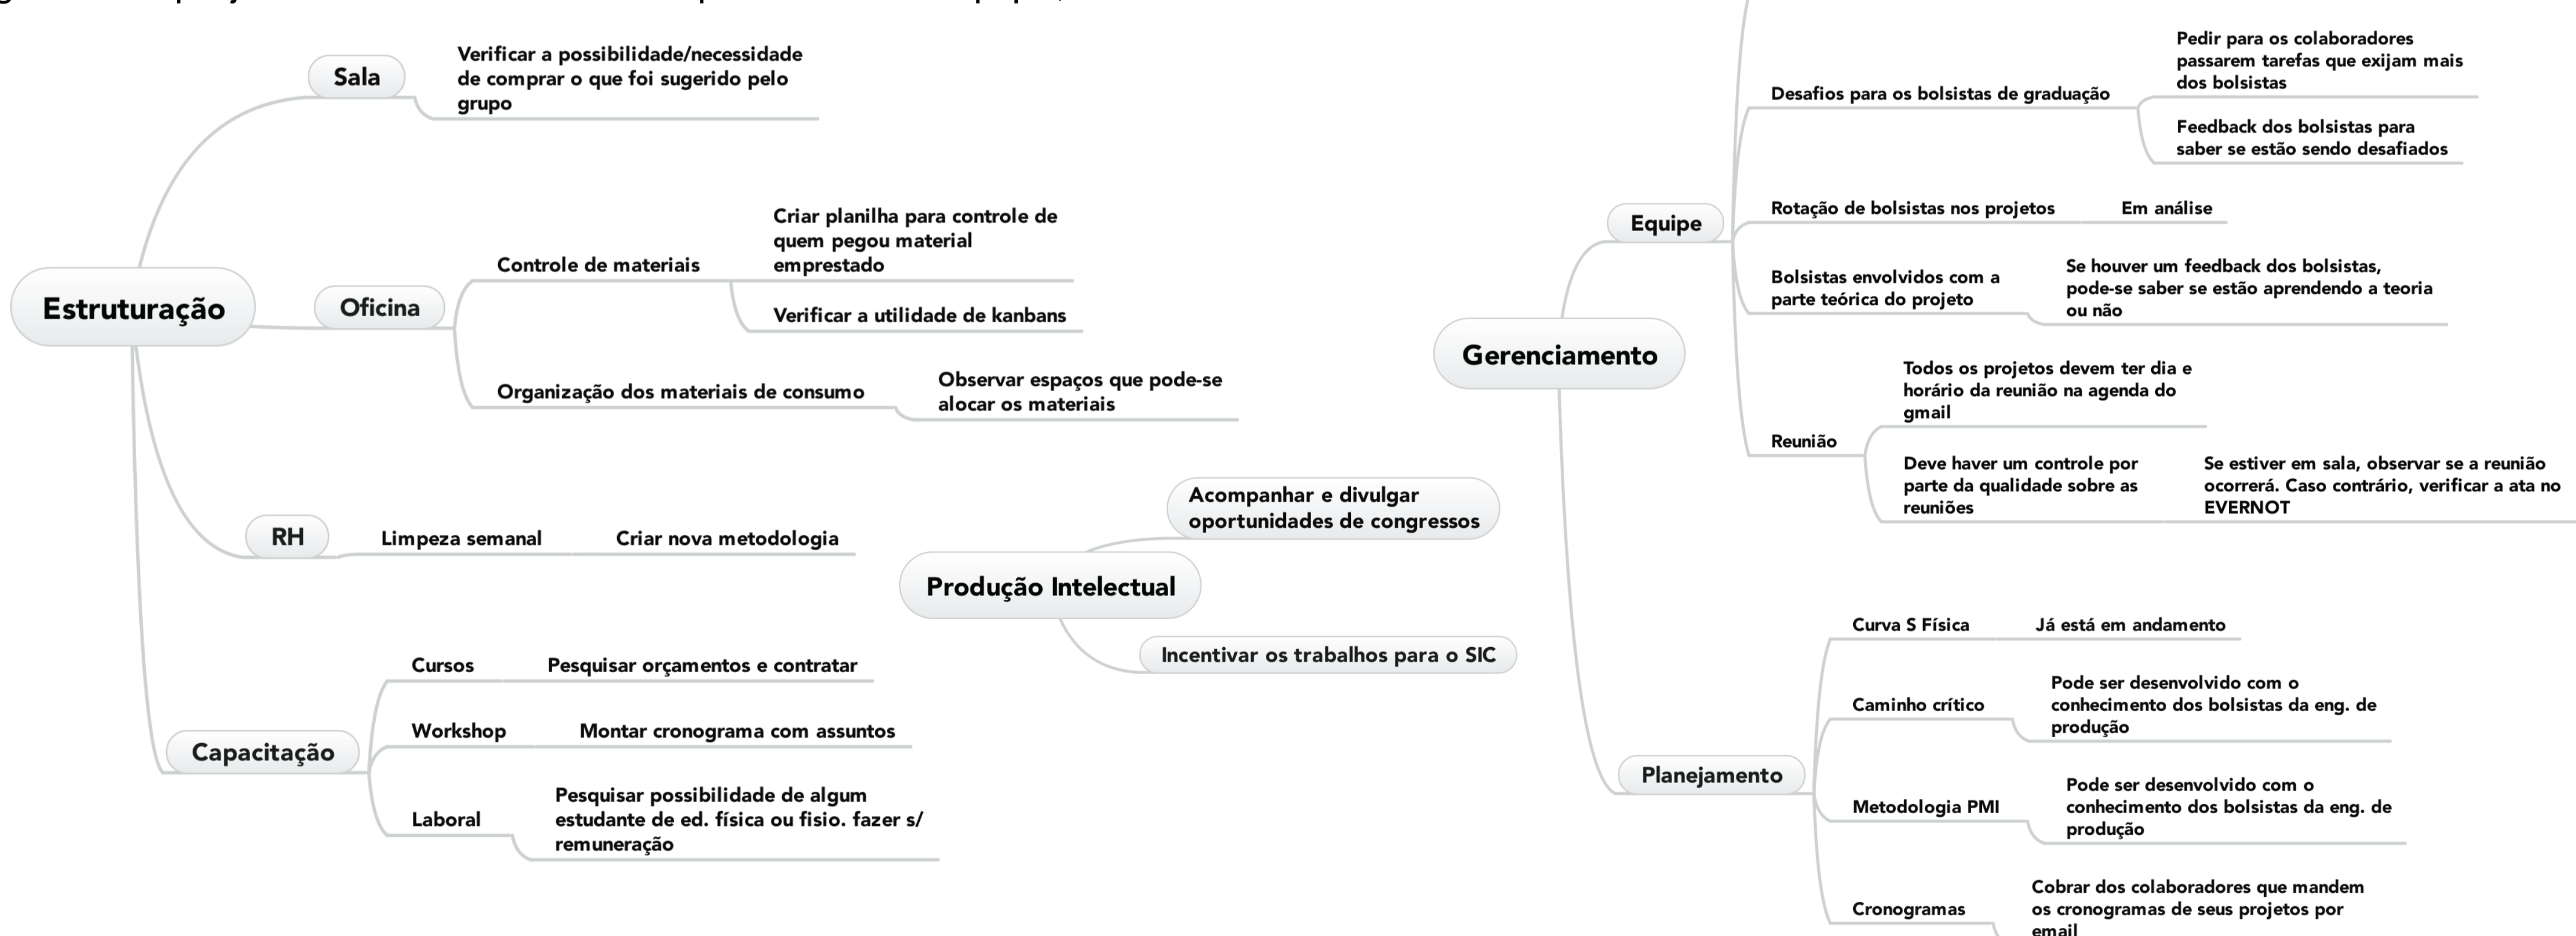 Estruturação
Sala
Verificar a possibilidade/necessidade
de comprar o que foi sugerido pelo
grupo
Oficina
Controle de materiais
Criar planilha para controle de
quem pegou material
emprestado
Verificar a utilidade de kanbans
Organização dos materiais de consumo
Observar espaços que pode-se
alocar os materiais
RH
Limpeza semanal
Criar nova metodologia
Capacitação
Cursos
Pesquisar orçamentos e contratar
Workshop
Montar cronograma com assuntos
Laboral
Pesquisar possibilidade de algum
estudante de ed. física ou fisio. fazer s/
remuneração
Produção Intelectual
Acompanhar e divulgar
oportunidades de congressos
Incentivar os trabalhos para o SIC
Gerenciamento
Equipe
Desafios para os bolsistas de graduação
Pedir para os colaboradores
passarem tarefas que exijam mais
dos bolsistas
Feedback dos bolsistas para
saber se estão sendo desafiados
Rotação de bolsistas nos projetos
Em análise
Bolsistas envolvidos com a
parte teórica do projeto
Se houver um feedback dos bolsistas,
pode-se saber se estão aprendendo a teoria
ou não
Reunião
Todos os projetos devem ter dia e
horário da reunião na agenda do
gmail
Deve haver um controle por
parte da qualidade sobre as
reuniões
Se estiver em sala, observar se a reunião
ocorrerá. Caso contrário, verificar a ata no
EVERNOT
Planejamento
Curva S Física
Já está em andamento
Caminho crítico
Pode ser desenvolvido com o
conhecimento dos bolsistas da eng. de
produção
Metodologia PMI
Pode ser desenvolvido com o
conhecimento dos bolsistas da eng. de
produção
Cronogramas
Cobrar dos colaboradores que mandem
os cronogramas de seus projetos por
email